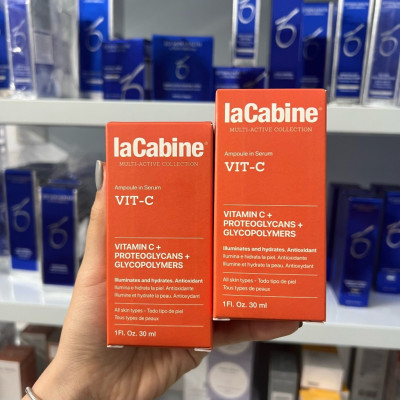 laCabine®
MULTI-ACTIVE COLLECTION
Ampoule in Serum
VIT-C
VITAMIN C +
PROTEOGLYCANS +
GLYCOPOLYMERS
Illuminates and hydrates. Antioxidant
Ilumina e hidrata la piel. Antioxidante
Illumine et hydrate la peau. Antioxydant
All skin types - Todo tipo de piel
Tous types de peaux
1Fl. Oz. 30 ml
laCabine®
MULTI-ACTIVE COLLECTION
Ampoule in Serum
VIT-C
VITAMIN C +
PROTEOGLYCANS +
GLYCOPOLYMERS
Illuminates and hydrates. Antioxidant
Ilumina e hidrata la piel. Antioxidante
Illumine et hydrate la peau. Antioxydant
All skin types - Todo tipo de piel
Tous types de peaux
1Fl. Oz. 30 ml